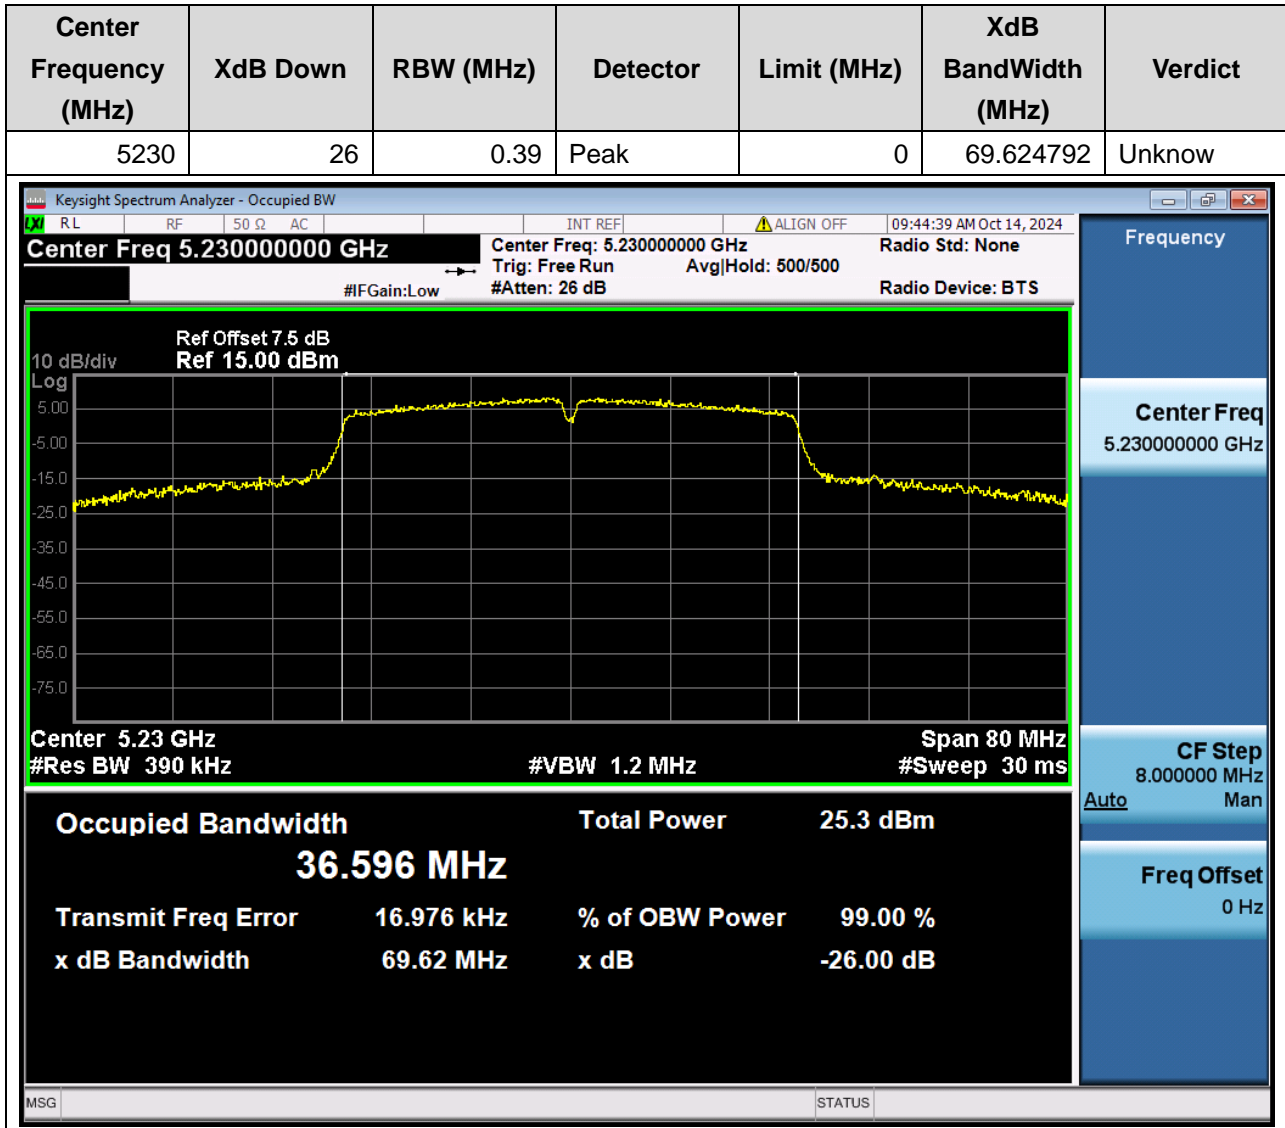 Center Frequency (MHz) XdB Down RBW (MHz) Detector Limit (MHz) XdB BandWidth (MHz) Verdict
5230 26 0.39 Peak 0 69.624792 Unknow
Keysight Spectrum Analyzer - Occupied BW
LXI RL RF 50 Ω AC INT REF ALIGN OFF 09:44:39 AM Oct 14, 2024
Center Freq 5.230000000 GHz
Center Freq: 5.230000000 GHz
Radio Std: None
Trig: Free Run Avg|Hold: 500/500
#IFGain:Low #Atten: 26 dB Radio Device: BTS
Ref Offset 7.5 dB
10 dB/div Ref 15.00 dBm
Log
5.00
-5.00
-15.0
-25.0
-35.0
-45.0
-55.0
-65.0
-75.0
Center 5.23 GHz Span 80 MHz
#Res BW 390 kHz #VBW 1.2 MHz #Sweep 30 ms
Occupied Bandwidth Total Power 25.3 dBm
36.596 MHz
Transmit Freq Error 16.976 kHz % of OBW Power 99.00 %
x dB Bandwidth 69.62 MHz x dB -26.00 dB
Frequency
Center Freq
5.230000000 GHz
CF Step
8.000000 MHz
Auto Man
Freq Offset
0 Hz
MSG STATUS